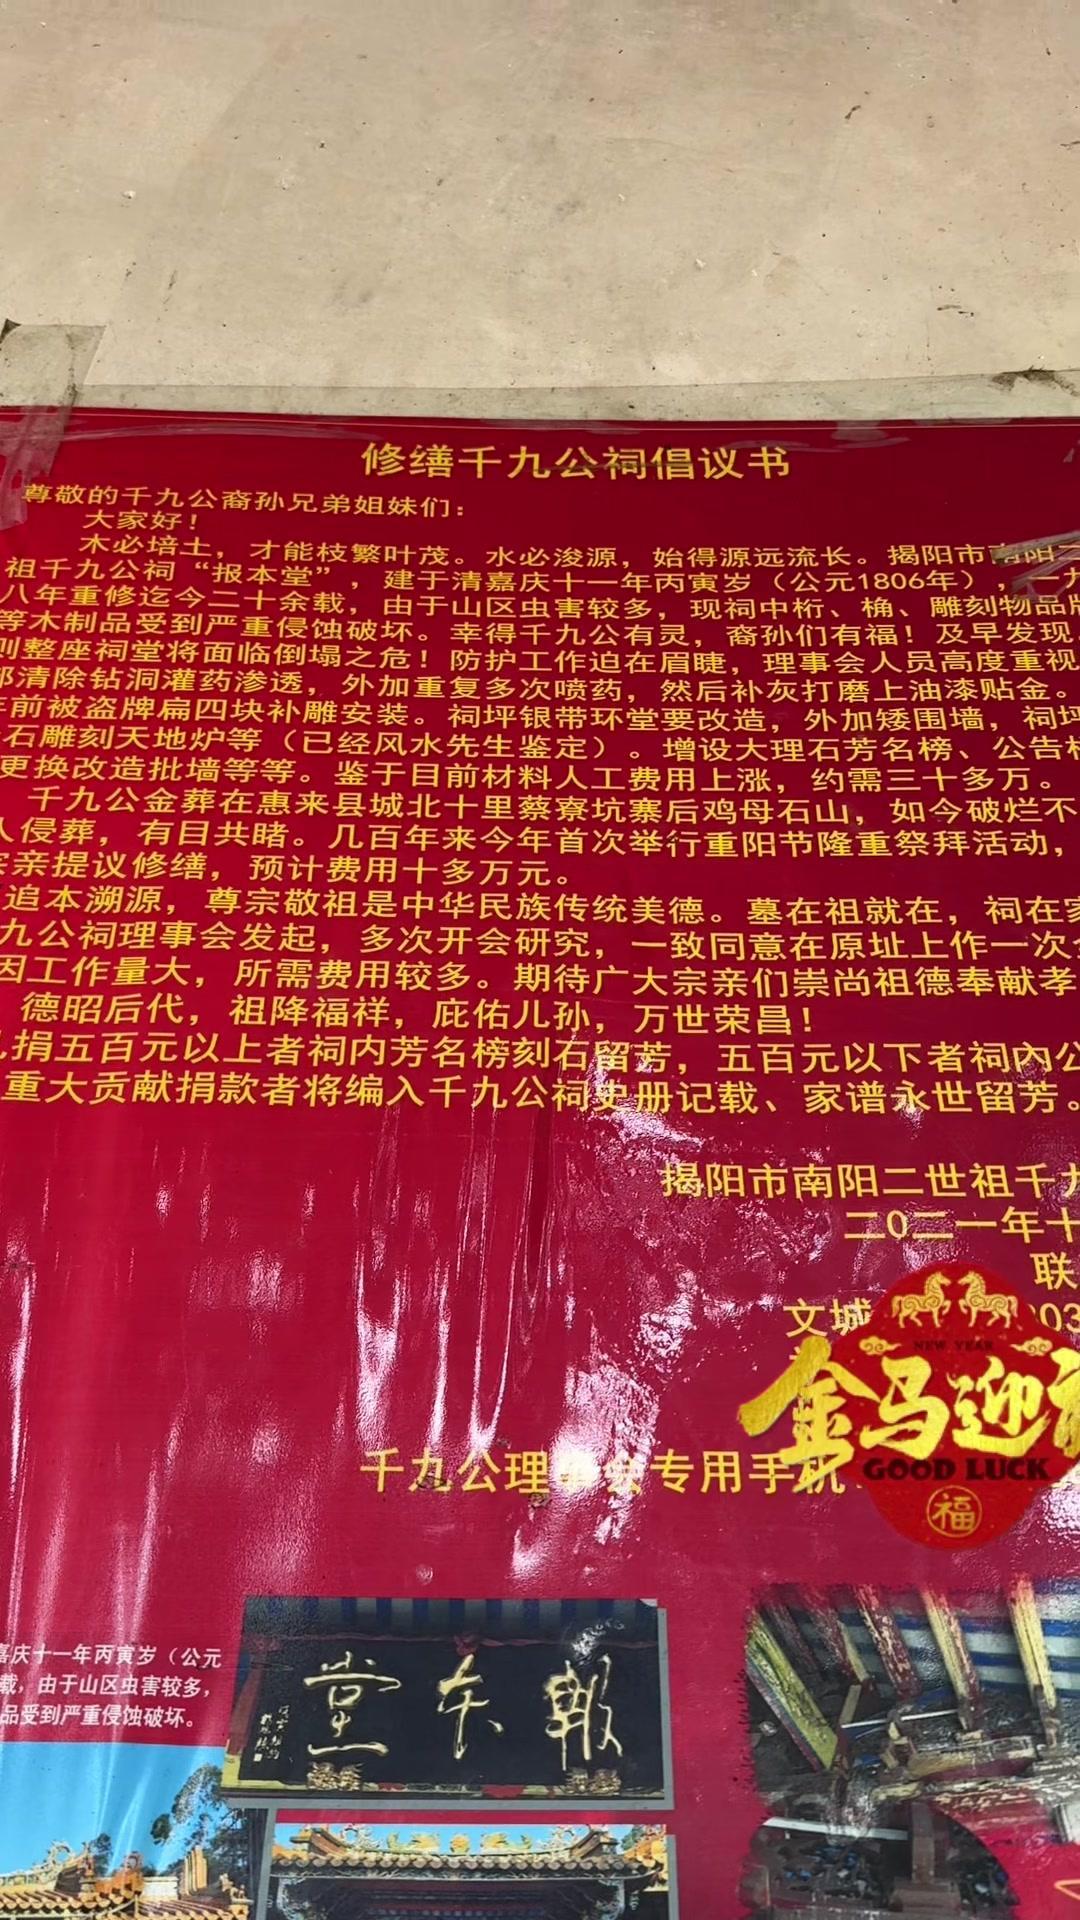 修缮千九公祠倡议书
尊敬的千九公裔孙兄弟姐妹们：
大家好！
木必培土，才能枝繁叶茂。水必浚源，始得源远流长。揭阳市南阳二
祖千九公祠“报本堂”，建于清嘉庆十一年丙寅岁（公元1806年），一九
八年重修迄今二十余载，由于山区虫害较多，现祠中桁、桷、雕刻物品牌
等木制品受到严重侵蚀破坏。幸得千九公有灵，裔孙们有福！及早发现
则整座祠堂将面临倒塌之危！防护工作迫在眉睫，理事会人员高度重视
部清除钻洞灌药渗透，外加重复多次喷药，然后补灰打磨上油漆贴金。
年前被盗牌扁四块补雕安装。祠坪银带环堂要改造，外加矮围墙，祠坪
石雕刻天地炉等（已经风水先生鉴定）。增设大理石芳名榜、公告栏
更换改造批墙等等。鉴于目前材料人工费用上涨，约需三十多万。
千九公金葬在惠来县城北十里蔡寮坑寨后鸡母石山，如今破烂不
人侵葬，有目共睹。几百年来今年首次举行重阳节隆重祭拜活动，
宗亲提议修缮，预计费用十多万元。
追本溯源，尊宗敬祖是中华民族传统美德。墓在祖就在，祠在家
九公祠理事会发起，多次开会研究，一致同意在原址上作一次全
因工作量大，所需费用较多。期待广大宗亲们崇尚祖德奉献孝
德昭后代，祖降福祥，庇佑儿孙，万世荣昌！
捐五百元以上者祠内芳名榜刻石留芳，五百元以下者祠内公
重大贡献捐款者将编入千九公祠史册记载、家谱永世留芳。
揭阳市南阳二世祖千九
二0二一年十
联
文城 03
NEW YEAR
金马迎福
GOOD LUCK
福
千九公理事会专用手机
嘉庆十一年丙寅岁（公元
载，由于山区虫害较多，
品受到严重侵蚀破坏。
堂本報